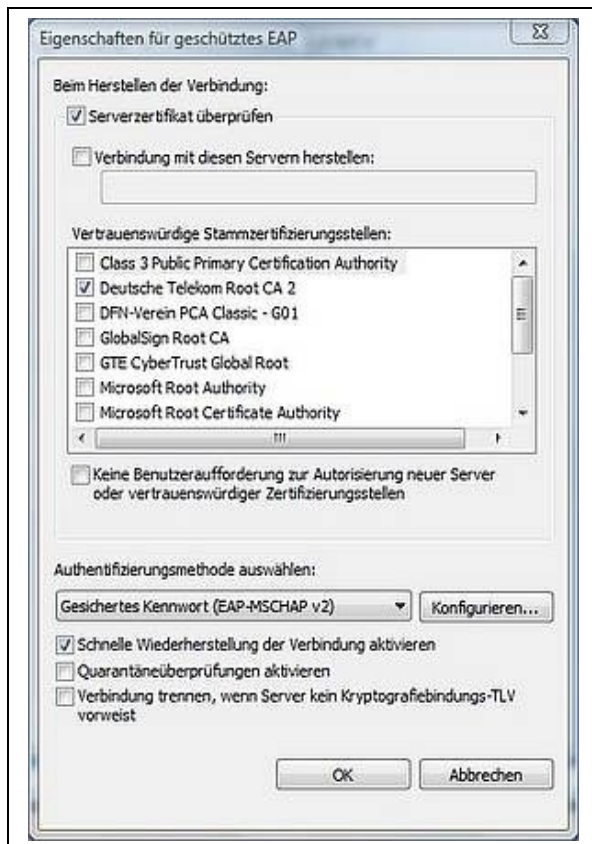 Eigenschaften für geschütztes EAP
Beim Herstellen der Verbindung:
Serverzertifikat überprüfen
Verbindung mit diesen Servern herstellen:
Vertrauenswürdige Stammzertifizierungsstellen:
Class 3 Public Primary Certification Authority
Deutsche Telekom Root CA 2
DFN-Verein PCA Classic - G01
GlobalSign Root CA
GTE CyberTrust Global Root
Microsoft Root Authority
Microsoft Root Certificate Authority
Keine Benutzeraufforderung zur Autorisierung neuer Server
oder vertrauenswürdiger Zertifizierungsstellen
Authentifizierungsmethode auswählen:
Gesichertes Kennwort (EAP-MSCHAP v2)
Konfigurieren...
Schnelle Wiederherstellung der Verbindung aktivieren
Quarantäneüberprüfungen aktivieren
Verbindung trennen, wenn Server kein Kryptografiebindungs-TLV
vorweist
OK
Abbrechen